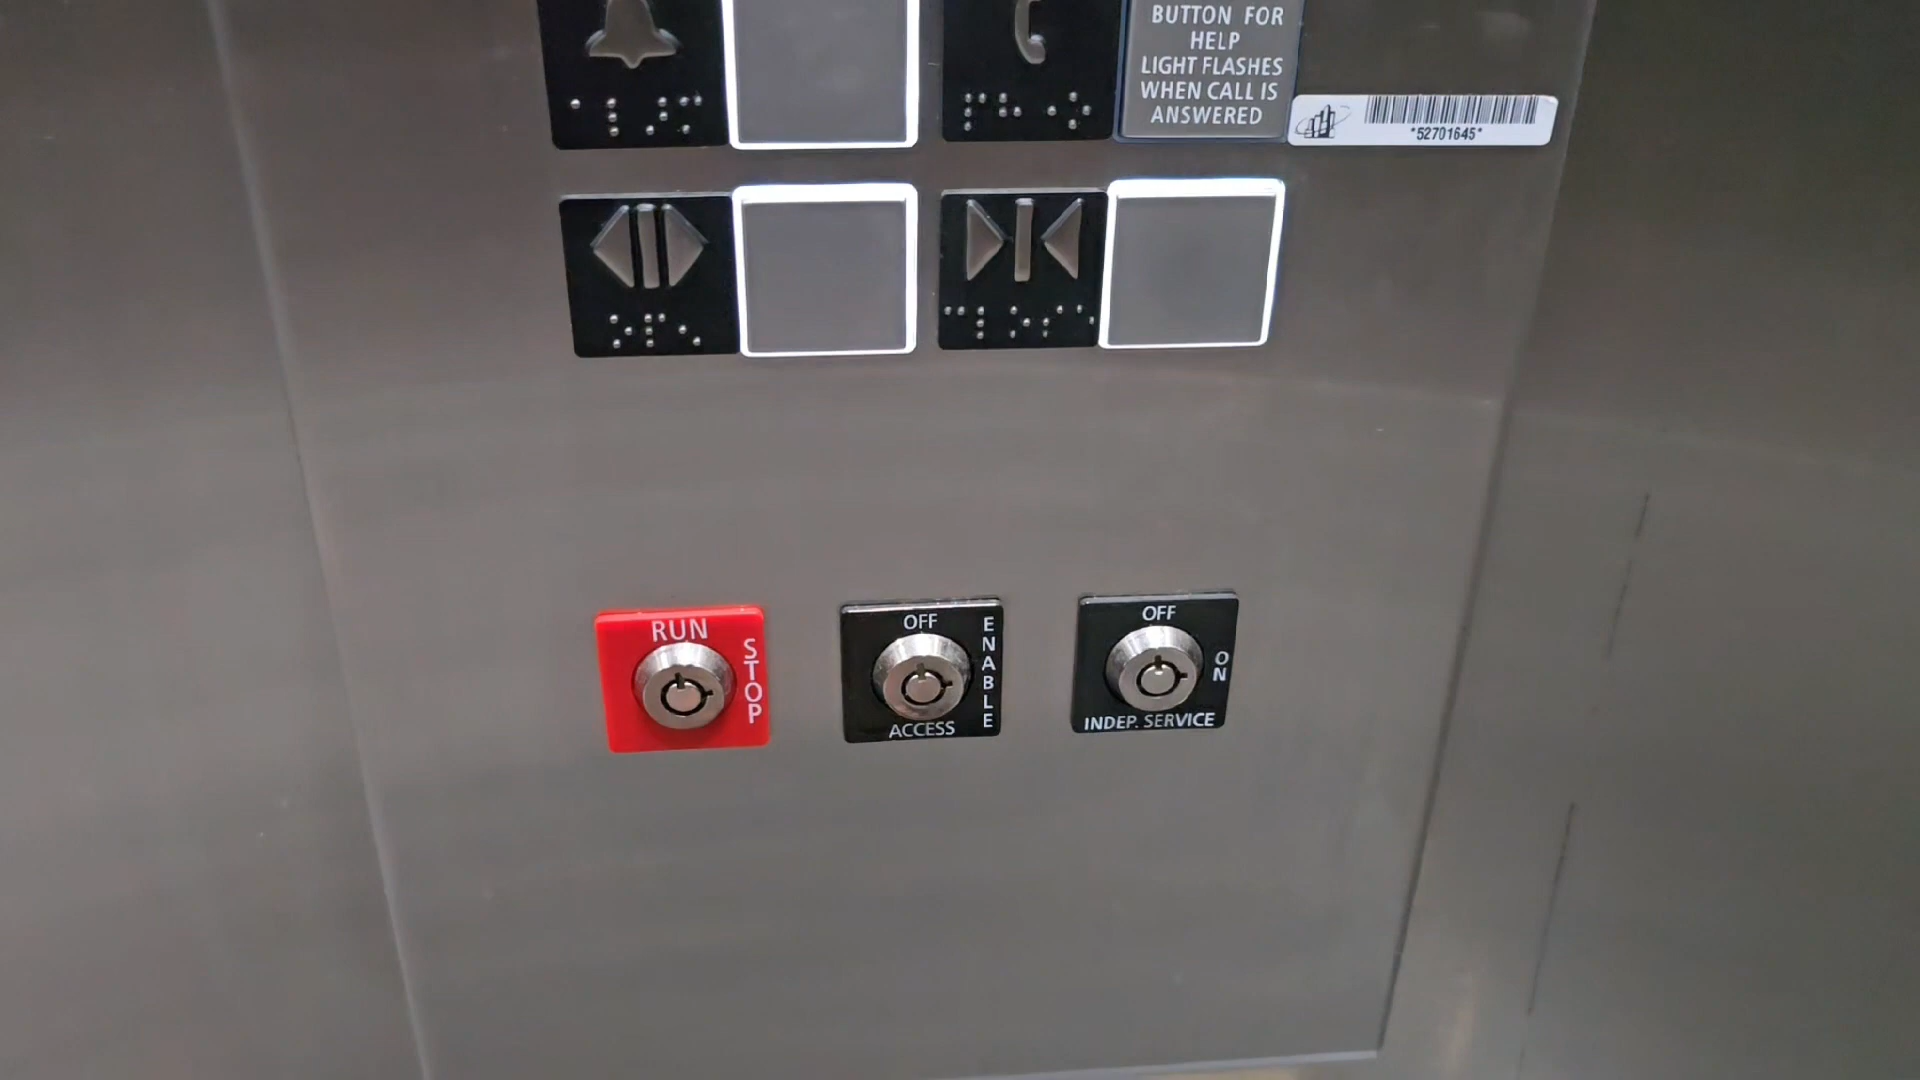 BUTTON FOR
HELP
LIGHT FLASHES
WHEN CALL IS
ANSWERED
*52701645*
RUN
STOP
OFF
ENABLE
ACCESS
OFF
ON
INDEP. SERVICE